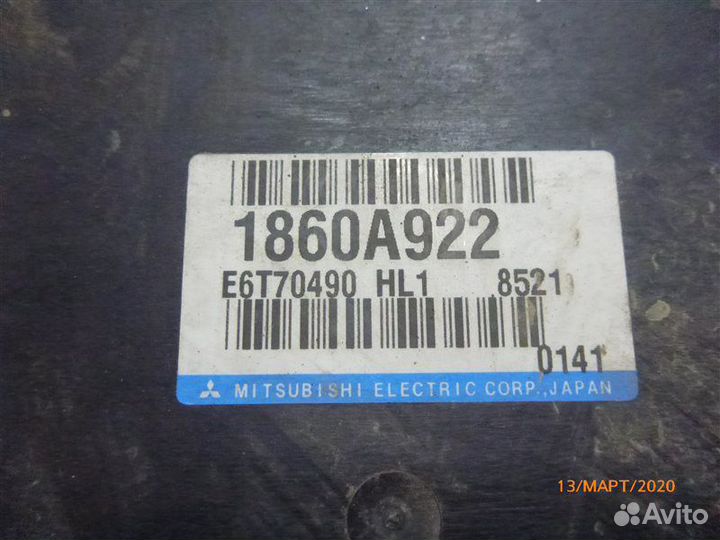 1860A922
E6T70490 HL1 8521
0141
MITSUBISHI ELECTRIC CORP.,JAPAN
13/МАРТ/2020
Avito